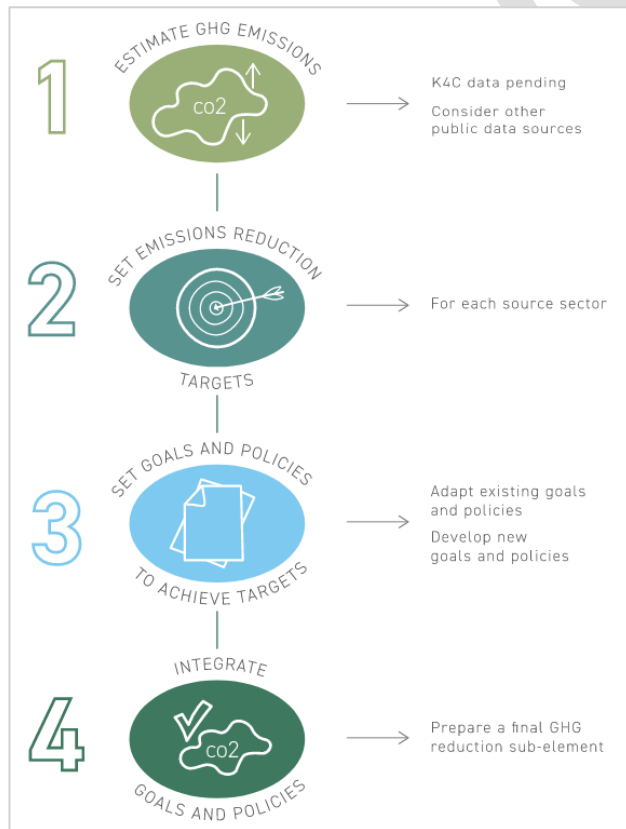 1
ESTIMATE GHG EMISSIONS
co2
K4C data pending
Consider other
public data sources
2
SET EMISSIONS REDUCTION
TARGETS
For each source sector
3
SET GOALS AND POLICIES
TO ACHIEVE TARGETS
Adapt existing goals
and policies
Develop new
goals and policies
4
INTEGRATE
co2
GOALS AND POLICIES
Prepare a final GHG
reduction sub-element